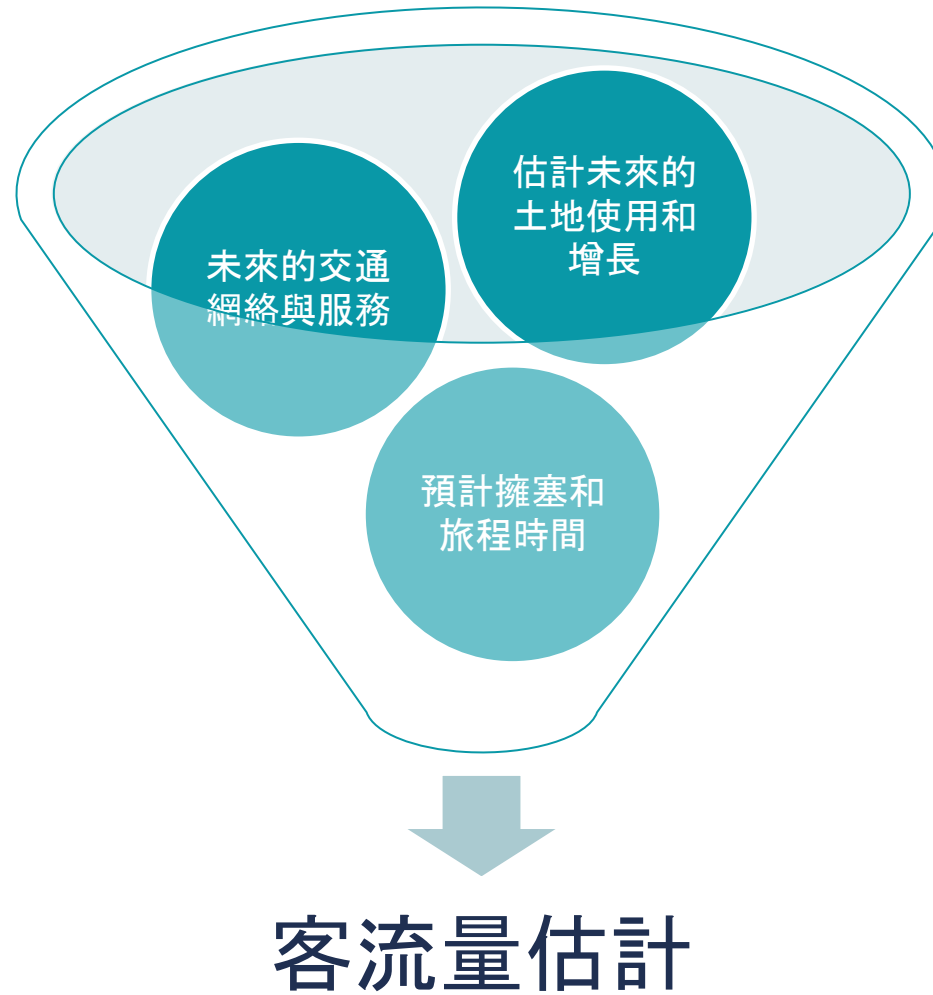 估計未來的
土地使用和
增長
未來的交通
網絡與服務
預計擁塞和
旅程時間
客流量估計